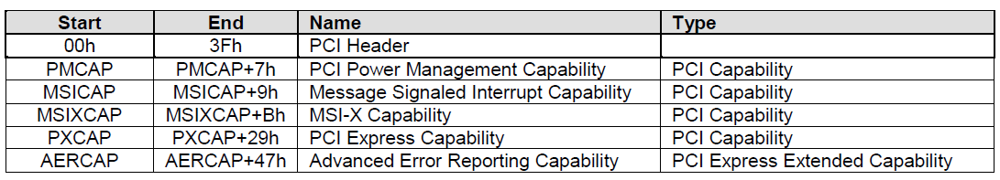 Start End Name Type
00h 3Fh PCI Header
PMCAP PMCAP+7h PCI Power Management Capability PCI Capability
MSICAP MSICAP+9h Message Signaled Interrupt Capability PCI Capability
MSIXCAP MSIXCAP+Bh MSI-X Capability PCI Capability
PXCAP PXCAP+29h PCI Express Capability PCI Capability
AERCAP AERCAP+47h Advanced Error Reporting Capability PCI Express Extended Capability